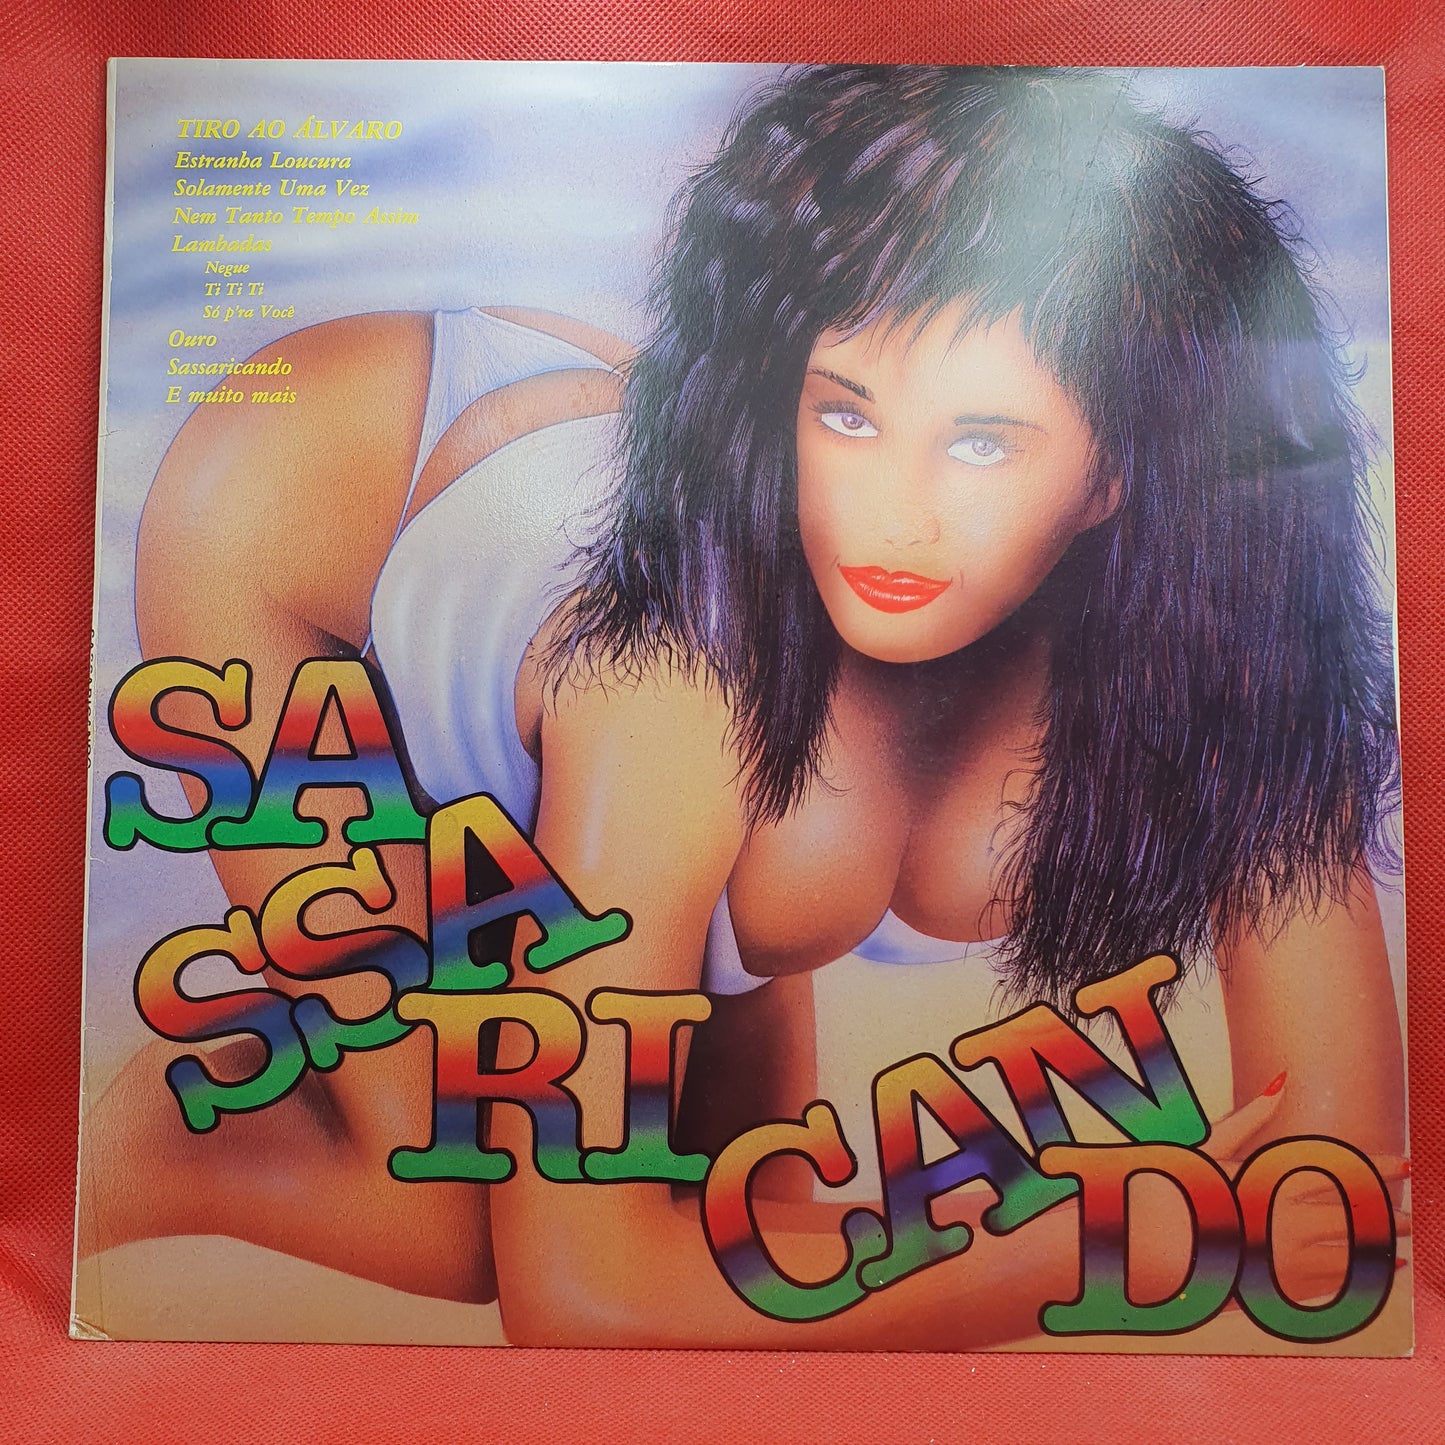 TIRO AO ÁLVARO
Estranha Loucura
Solamente Uma Vez
Nem Tanto Tempo Assim
Lambadas
Negue
Ti Ti Ti
Só p'ra Você
Ouro
Sassaricando
E muito mais
SA
SSA
RI
CAN
DO